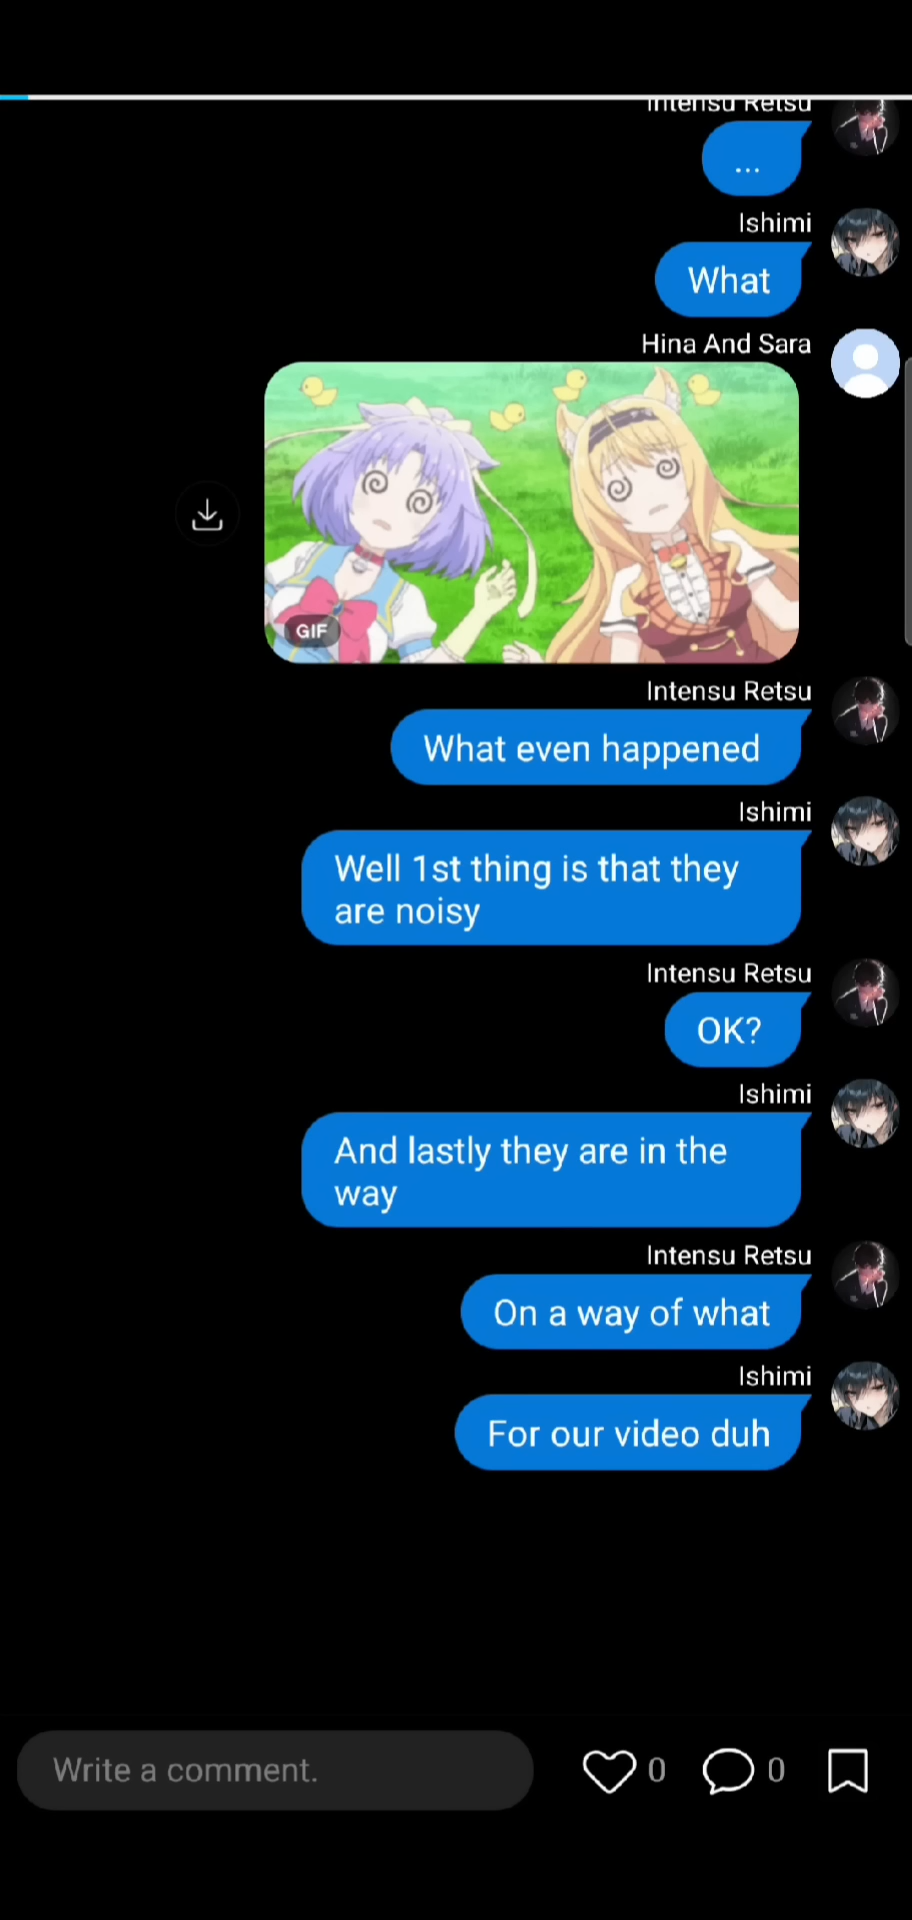 Intensu Retsu
...
Ishimi
What
Hina And Sara
GIF
Intensu Retsu
What even happened
Ishimi
Well 1st thing is that they
are noisy
Intensu Retsu
OK?
Ishimi
And lastly they are in the
way
Intensu Retsu
On a way of what
Ishimi
For our video duh
Write a comment.
0
0